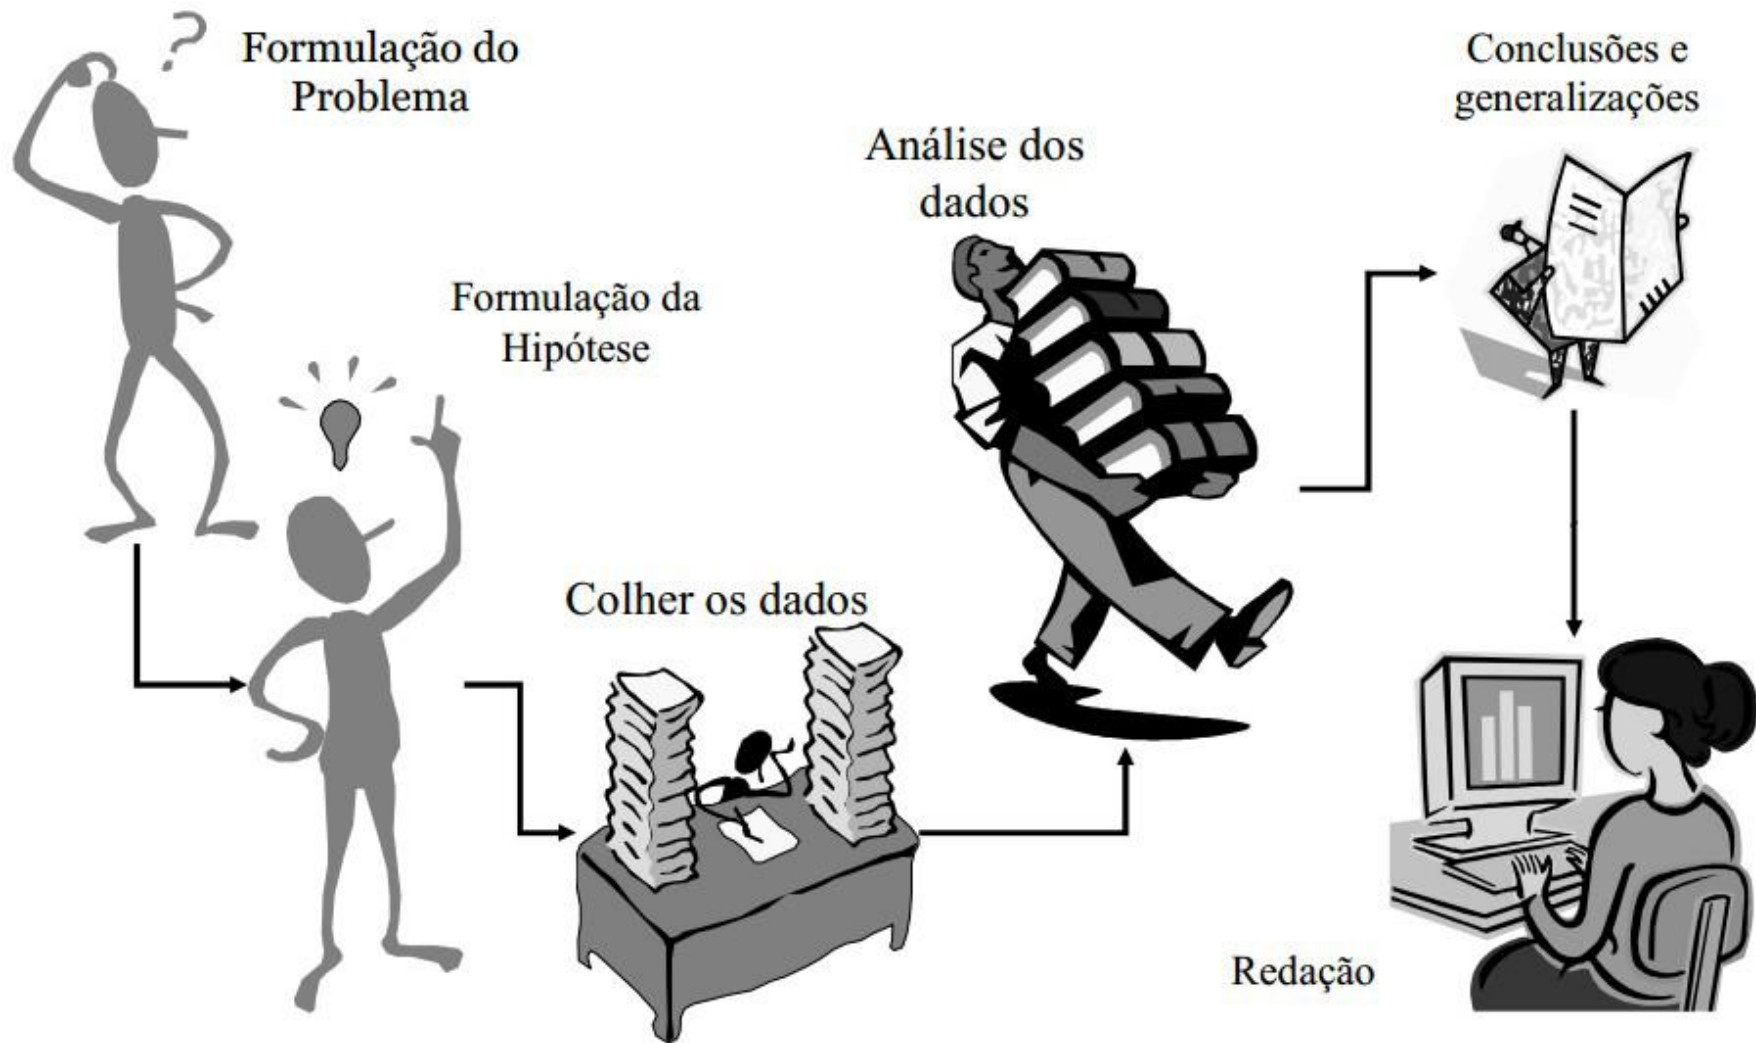 ?
Formulação do
Problema
Formulação da
Hipótese
Colher os dados
Análise dos
dados
Conclusões e
generalizações
Redação